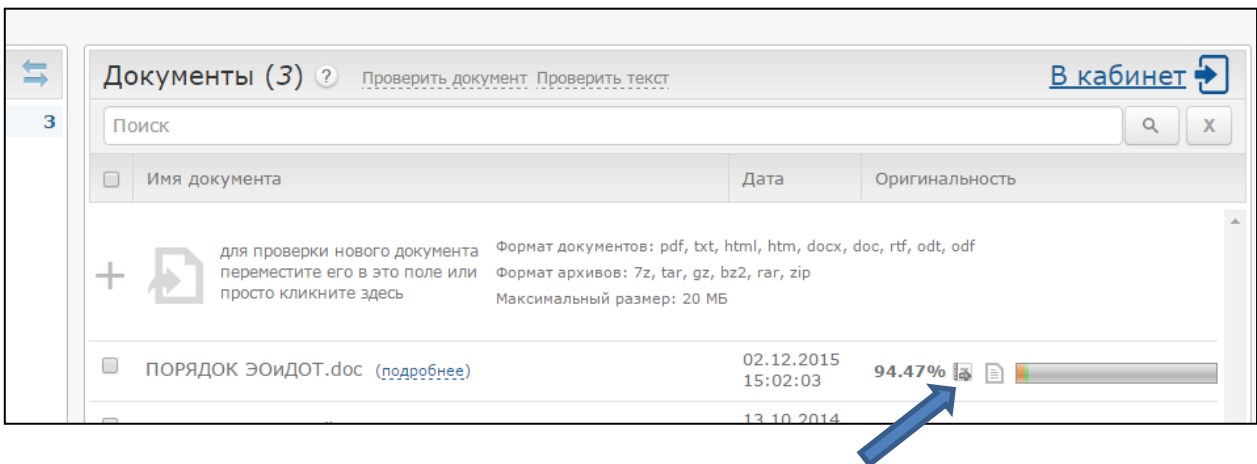 Документы (3) ? Проверить документ Проверить текст В кабинет
3
Поиск X
Имя документа Дата Оригинальность
для проверки нового документа
переместите его в это поле или
просто кликните здесь
Формат документов: pdf, txt, html, htm, docx, doc, rtf, odt, odf
Формат архивов: 7z, tar, gz, bz2, rar, zip
Максимальный размер: 20 МБ
ПОРЯДОК ЭОиДОТ.doc (подробнее) 02.12.2015
15:02:03 94.47%
13.10.2014